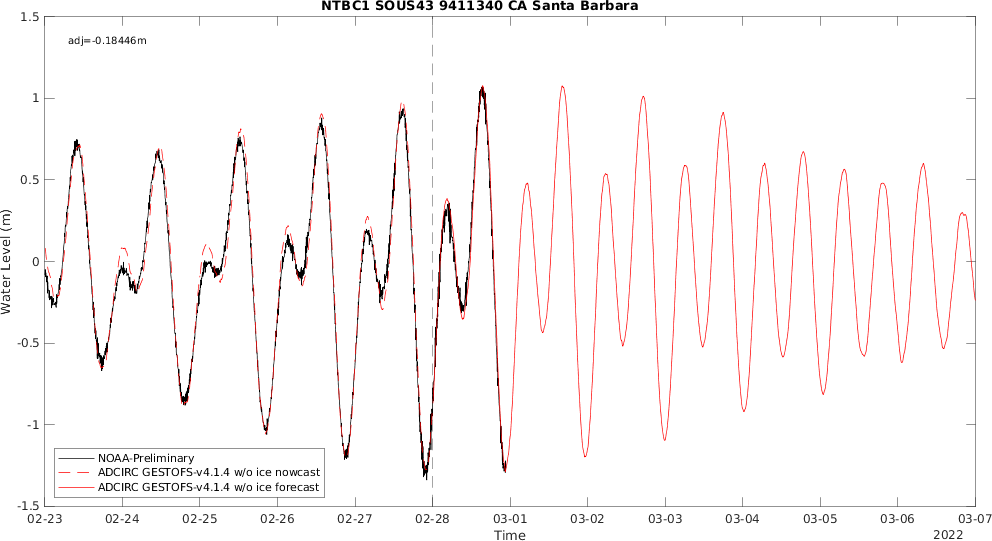 NTBC1 SOUS43 9411340 CA Santa Barbara
adj=-0.18446m
1.5
1
0.5
0
-0.5
-1
-1.5
Water Level (m)
NOAA-Preliminary
ADCIRC GESTOFS-v4.1.4 w/o ice nowcast
ADCIRC GESTOFS-v4.1.4 w/o ice forecast
02-23 02-24 02-25 02-26 02-27 02-28 03-01 03-02 03-03 03-04 03-05 03-06 03-07
Time
2022